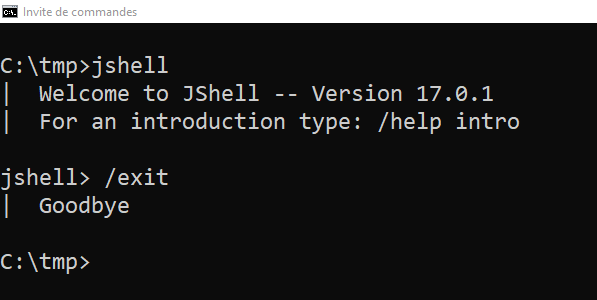 Invite de commandes
C:\tmp>jshell
|  Welcome to JShell -- Version 17.0.1
|  For an introduction type: /help intro
jshell> /exit
|  Goodbye
C:\tmp>